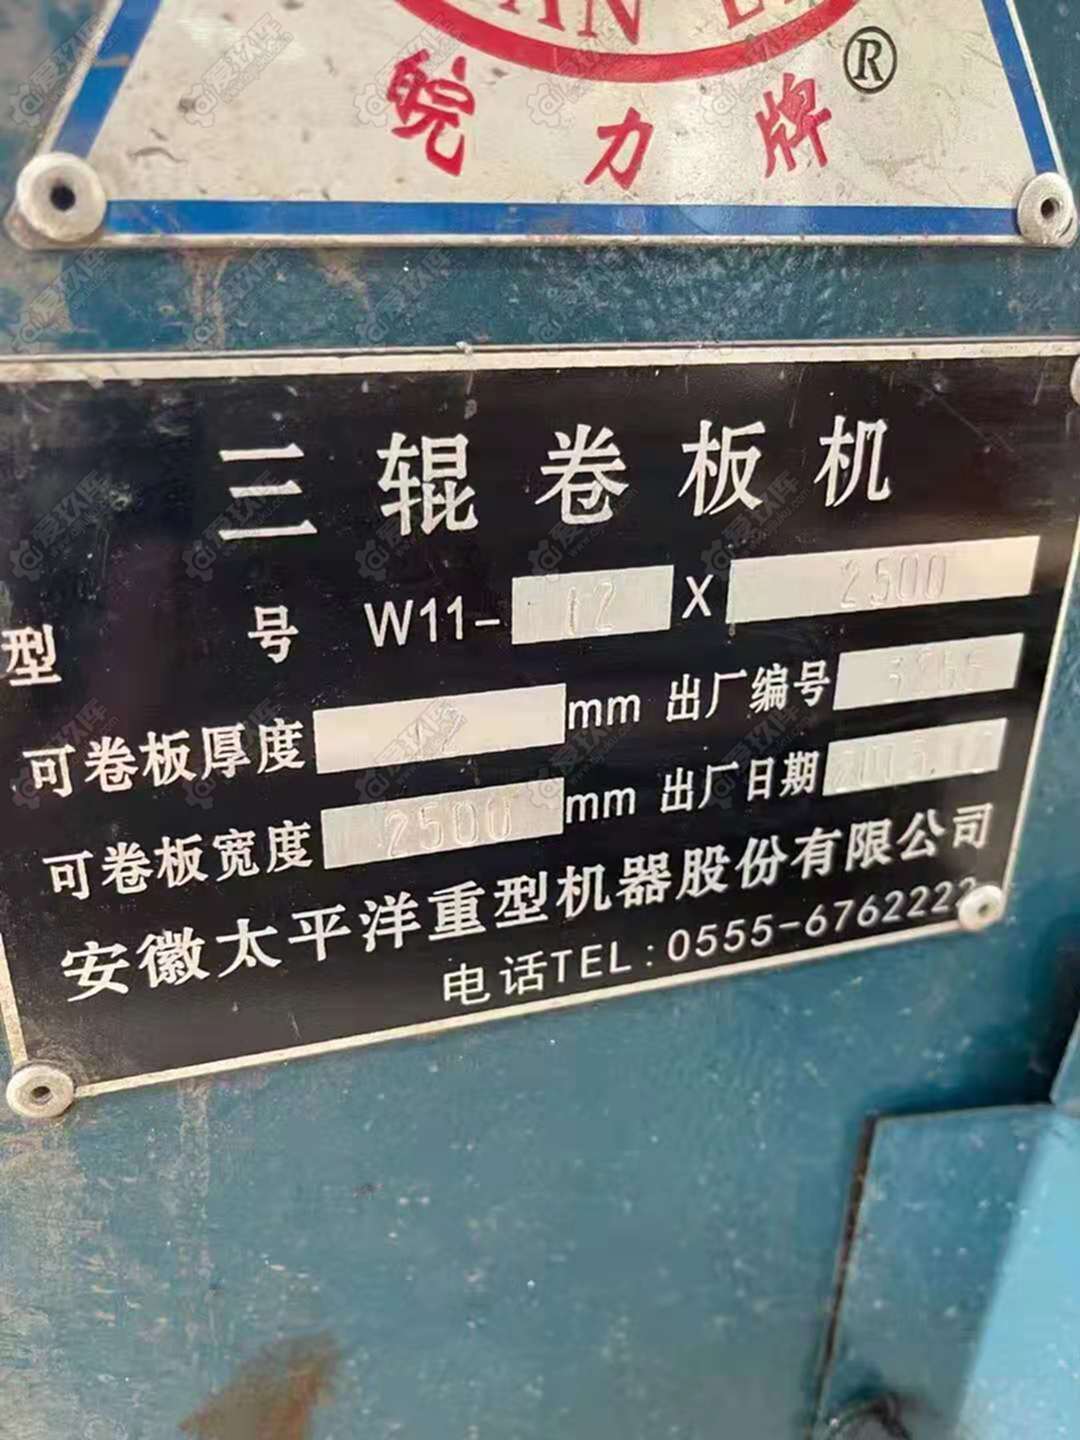 皖力牌®
三辊卷板机
型号 W11-12X2500
可卷板厚度 12 mm 出厂编号
可卷板宽度 2500 mm 出厂日期
安徽太平洋重型机器股份有限公司
电话TEL:0555-6762222